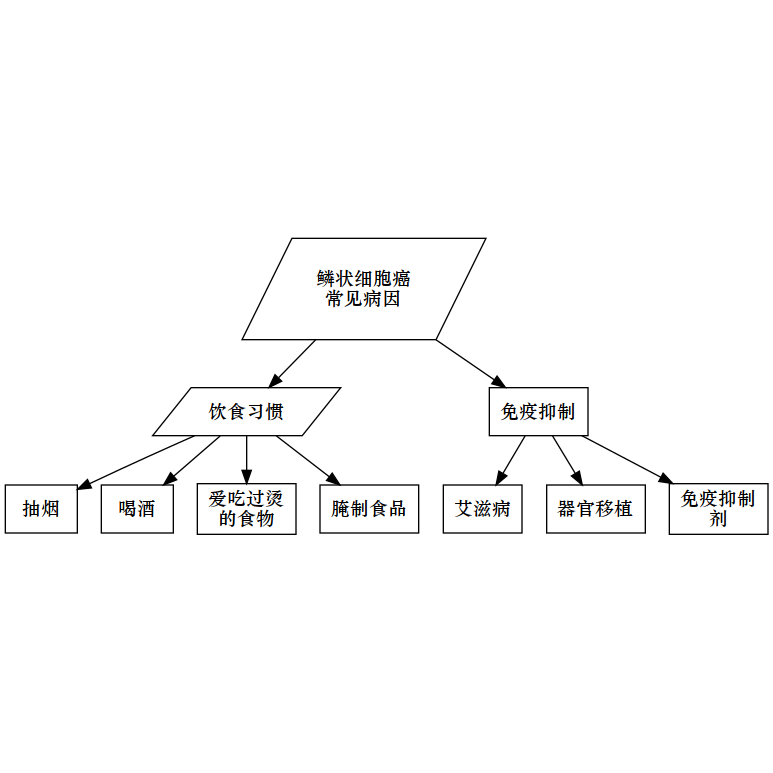 鳞状细胞癌
常见病因
饮食习惯
免疫抑制
抽烟
喝酒
爱吃过烫
的食物
腌制食品
艾滋病
器官移植
免疫抑制
剂